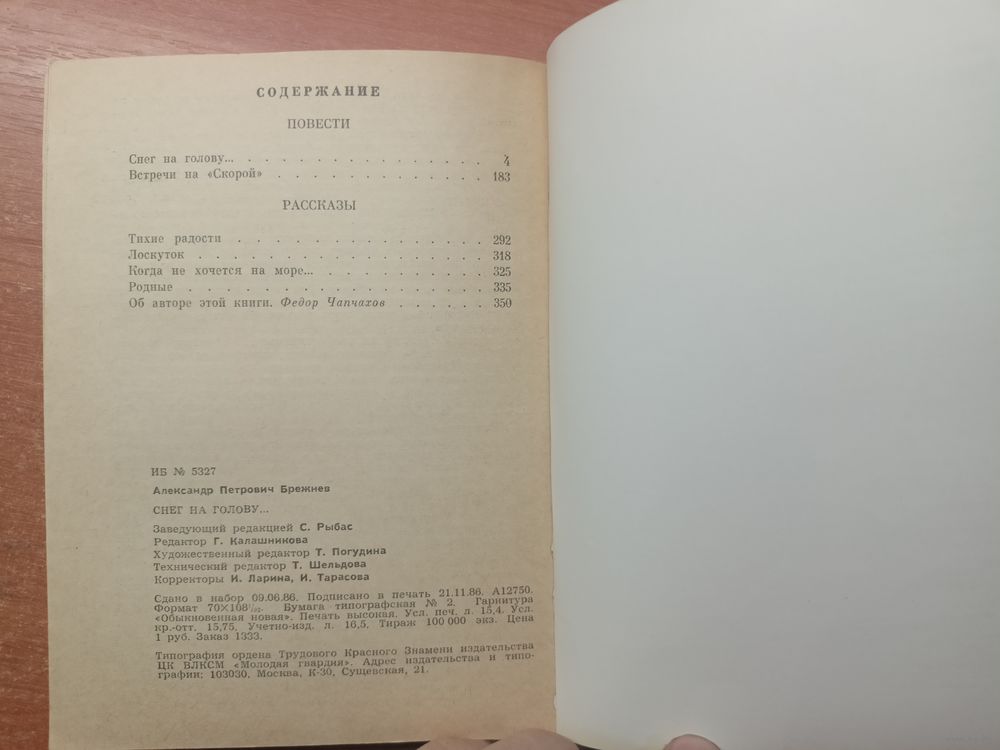 СОДЕРЖАНИЕ
ПОВЕСТИ
Снег на голову... . . . . . . . . . . . . . . . 4
Встречи на «Скорой» . . . . . . . . . . . . 183
РАССКАЗЫ
Тихие радости . . . . . . . . . . . . . . 292
Лоскуток . . . . . . . . . . . . . . . . 318
Когда не хочется на море... . . . . . . . . . 325
Родные . . . . . . . . . . . . . . . . . 335
Об авторе этой книги. Федор Чапчахов . . . . . . 350
ИБ № 5327
Александр Петрович Брежнев
СНЕГ НА ГОЛОВУ...
Заведующий редакцией С. Рыбас
Редактор Г. Калашникова
Художественный редактор Т. Погудина
Технический редактор Т. Шельдова
Корректоры И. Ларина, И. Тарасова
Сдано в набор 09.06.86. Подписано в печать 21.11.86. А12750.
Формат 70×108¹/₃₂. Бумага типографская № 2. Гарнитура
«Обыкновенная новая». Печать высокая. Усл. печ. л. 15,4. Усл.
кр.-отт. 15,75. Учетно-изд. л. 16,5. Тираж 100 000 экз. Цена
1 руб. Заказ 1333.
Типография ордена Трудового Красного Знамени издательства
ЦК ВЛКСМ «Молодая гвардия». Адрес издательства и типо-
графии: 103030, Москва, К-30, Сущевская, 21.